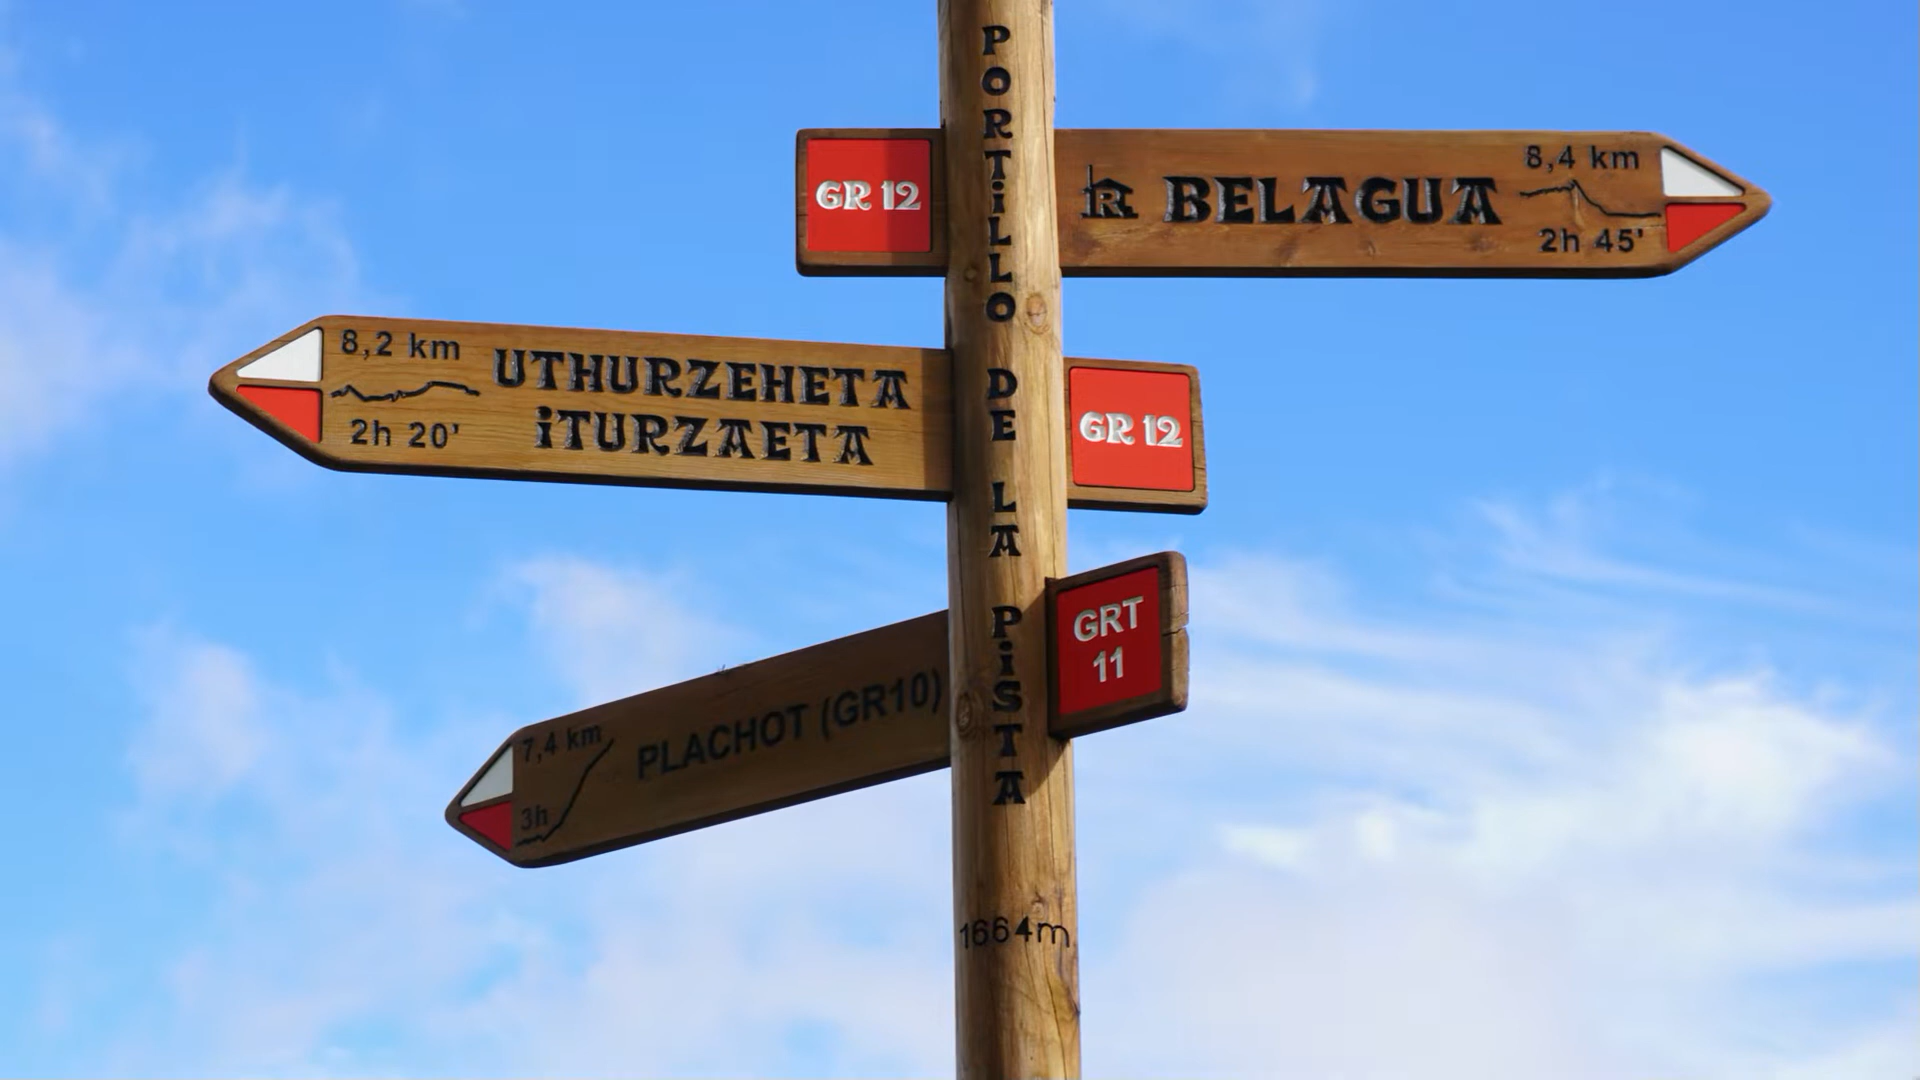 PORTiLLO DE LA PiSTA
GR 12
R BELAGUA
8,4 km
2h 45'
8,2 km
2h 20'
UTHURZEHETA
iTURZAETA
GR 12
GRT
11
7,4 km
3h
PLACHOT (GR10)
1664m